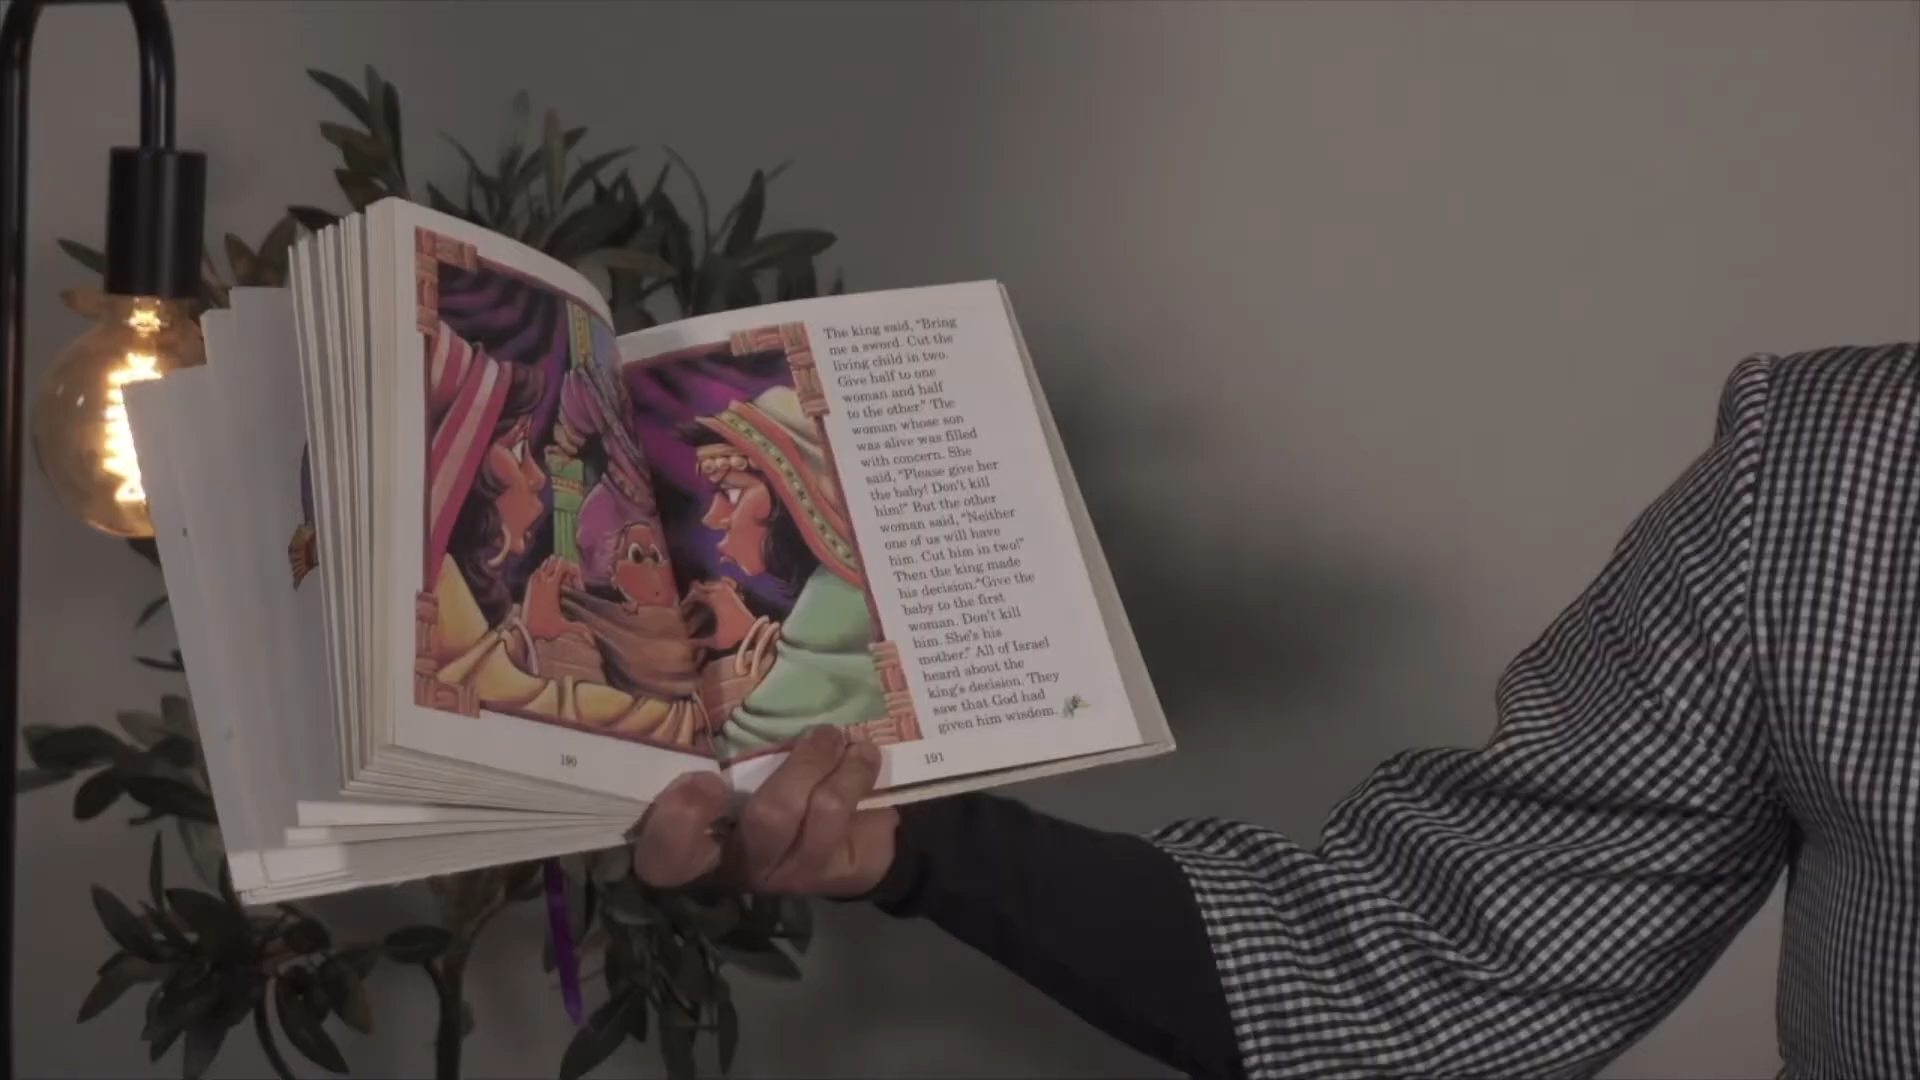 The king said, "Bring
me a sword. Cut the
living child in two.
Give half to one
woman and half
to the other." The
woman whose son
was alive was filled
with concern. She
said, "Please give her
the baby! Don't kill
him!" But the other
woman said, "Neither
one of us will have
him. Cut him in two!"
Then the king made
his decision. "Give the
baby to the first
woman. Don't kill
him. She's his
mother." All of Israel
heard about the
king's decision. They
saw that God had
given him wisdom.
190
191